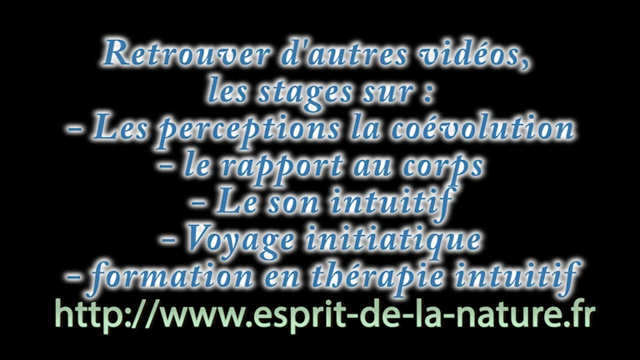 Retrouver d'autres vidéos,
les stages sur :
- Les perceptions la coévolution
- le rapport au corps
- Le son intuitif
- Voyage initiatique
- formation en thérapie intuitif
http://www.esprit-de-la-nature.fr